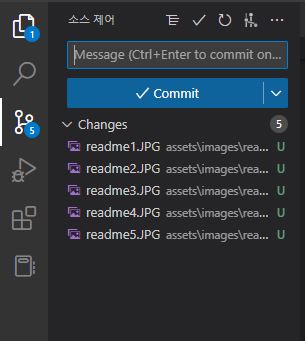 소스 제어
1
Message (Ctrl+Enter to commit on...
Commit
5
Changes 5
readme1.JPG assets\images\rea... U
readme2.JPG assets\images\rea... U
readme3.JPG assets\images\rea... U
readme4.JPG assets\images\rea... U
readme5.JPG assets\images\rea... U